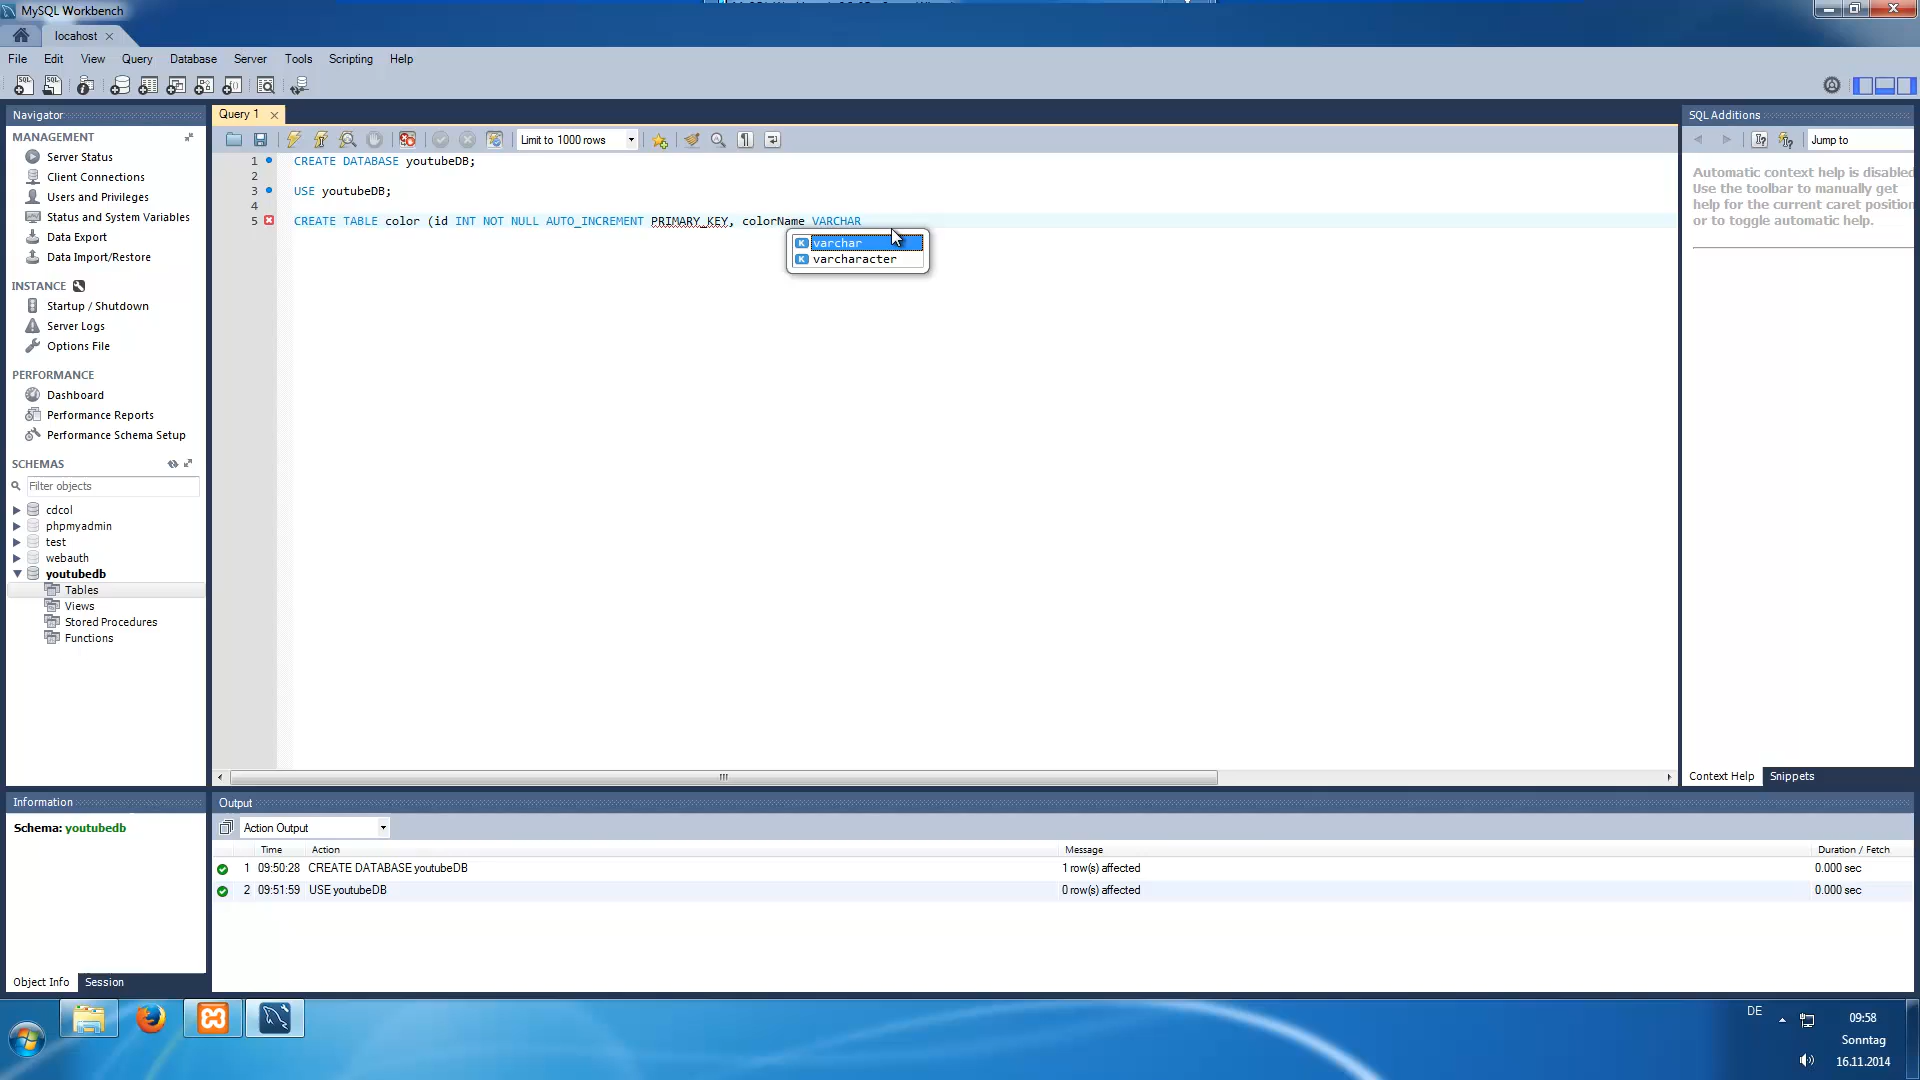 MySQL Workbench
locahost
File Edit View Query Database Server Tools Scripting Help
Navigator
MANAGEMENT
Server Status
Client Connections
Users and Privileges
Status and System Variables
Data Export
Data Import/Restore
INSTANCE
Startup / Shutdown
Server Logs
Options File
PERFORMANCE
Dashboard
Performance Reports
Performance Schema Setup
SCHEMAS
Filter objects
cdcol
phpmyadmin
test
webauth
youtubedb
Tables
Views
Stored Procedures
Functions
Information
Schema: youtubedb
Object Info Session
Query 1
Limit to 1000 rows
1 CREATE DATABASE youtubeDB;
2
3 USE youtubeDB;
4
5 CREATE TABLE color (id INT NOT NULL AUTO_INCREMENT PRIMARY_KEY, colorName VARCHAR
varchar
varcharacter
SQL Additions
Jump to
Automatic context help is disabled
Use the toolbar to manually get
help for the current caret position
or to toggle automatic help.
Context Help Snippets
Output
Action Output
Time Action Message Duration / Fetch
1 09:50:28 CREATE DATABASE youtubeDB 1 row(s) affected 0.000 sec
2 09:51:59 USE youtubeDB 0 row(s) affected 0.000 sec
DE
09:58
Sonntag
16.11.2014